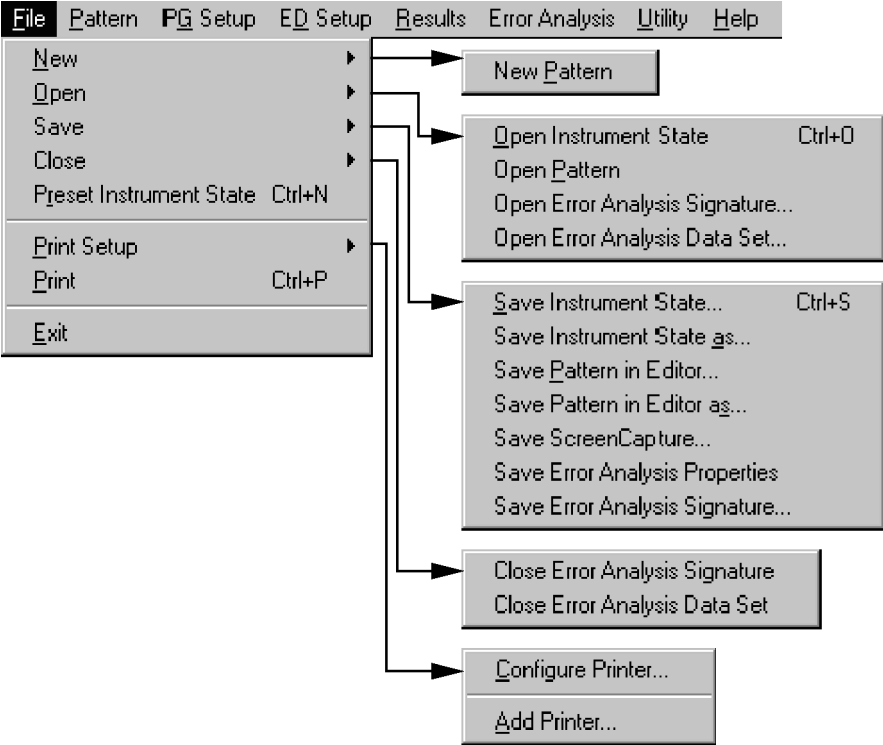 File Pattern PG Setup ED Setup Results Error Analysis Utility Help
New
Open
Save
Close
Preset Instrument State Ctrl+N
Print Setup
Print Ctrl+P
Exit
New Pattern
Open Instrument State Ctrl+O
Open Pattern
Open Error Analysis Signature...
Open Error Analysis Data Set...
Save Instrument State... Ctrl+S
Save Instrument State as...
Save Pattern in Editor...
Save Pattern in Editor as...
Save ScreenCapture...
Save Error Analysis Properties
Save Error Analysis Signature...
Close Error Analysis Signature
Close Error Analysis Data Set
Configure Printer...
Add Printer...